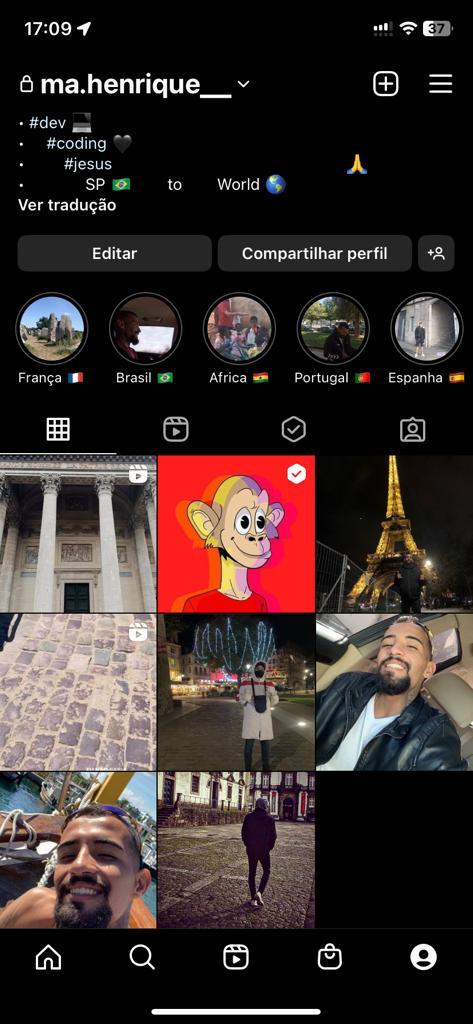 17:09
37
ma.henrique__
• #dev 💻
• #coding 🖤
• #jesus 🙏
• SP 🇧🇷 to World 🌎
Ver tradução
Editar
Compartilhar perfil
França 🇫🇷
Brasil 🇧🇷
Africa 🇬🇭
Portugal 🇵🇹
Espanha 🇪🇸